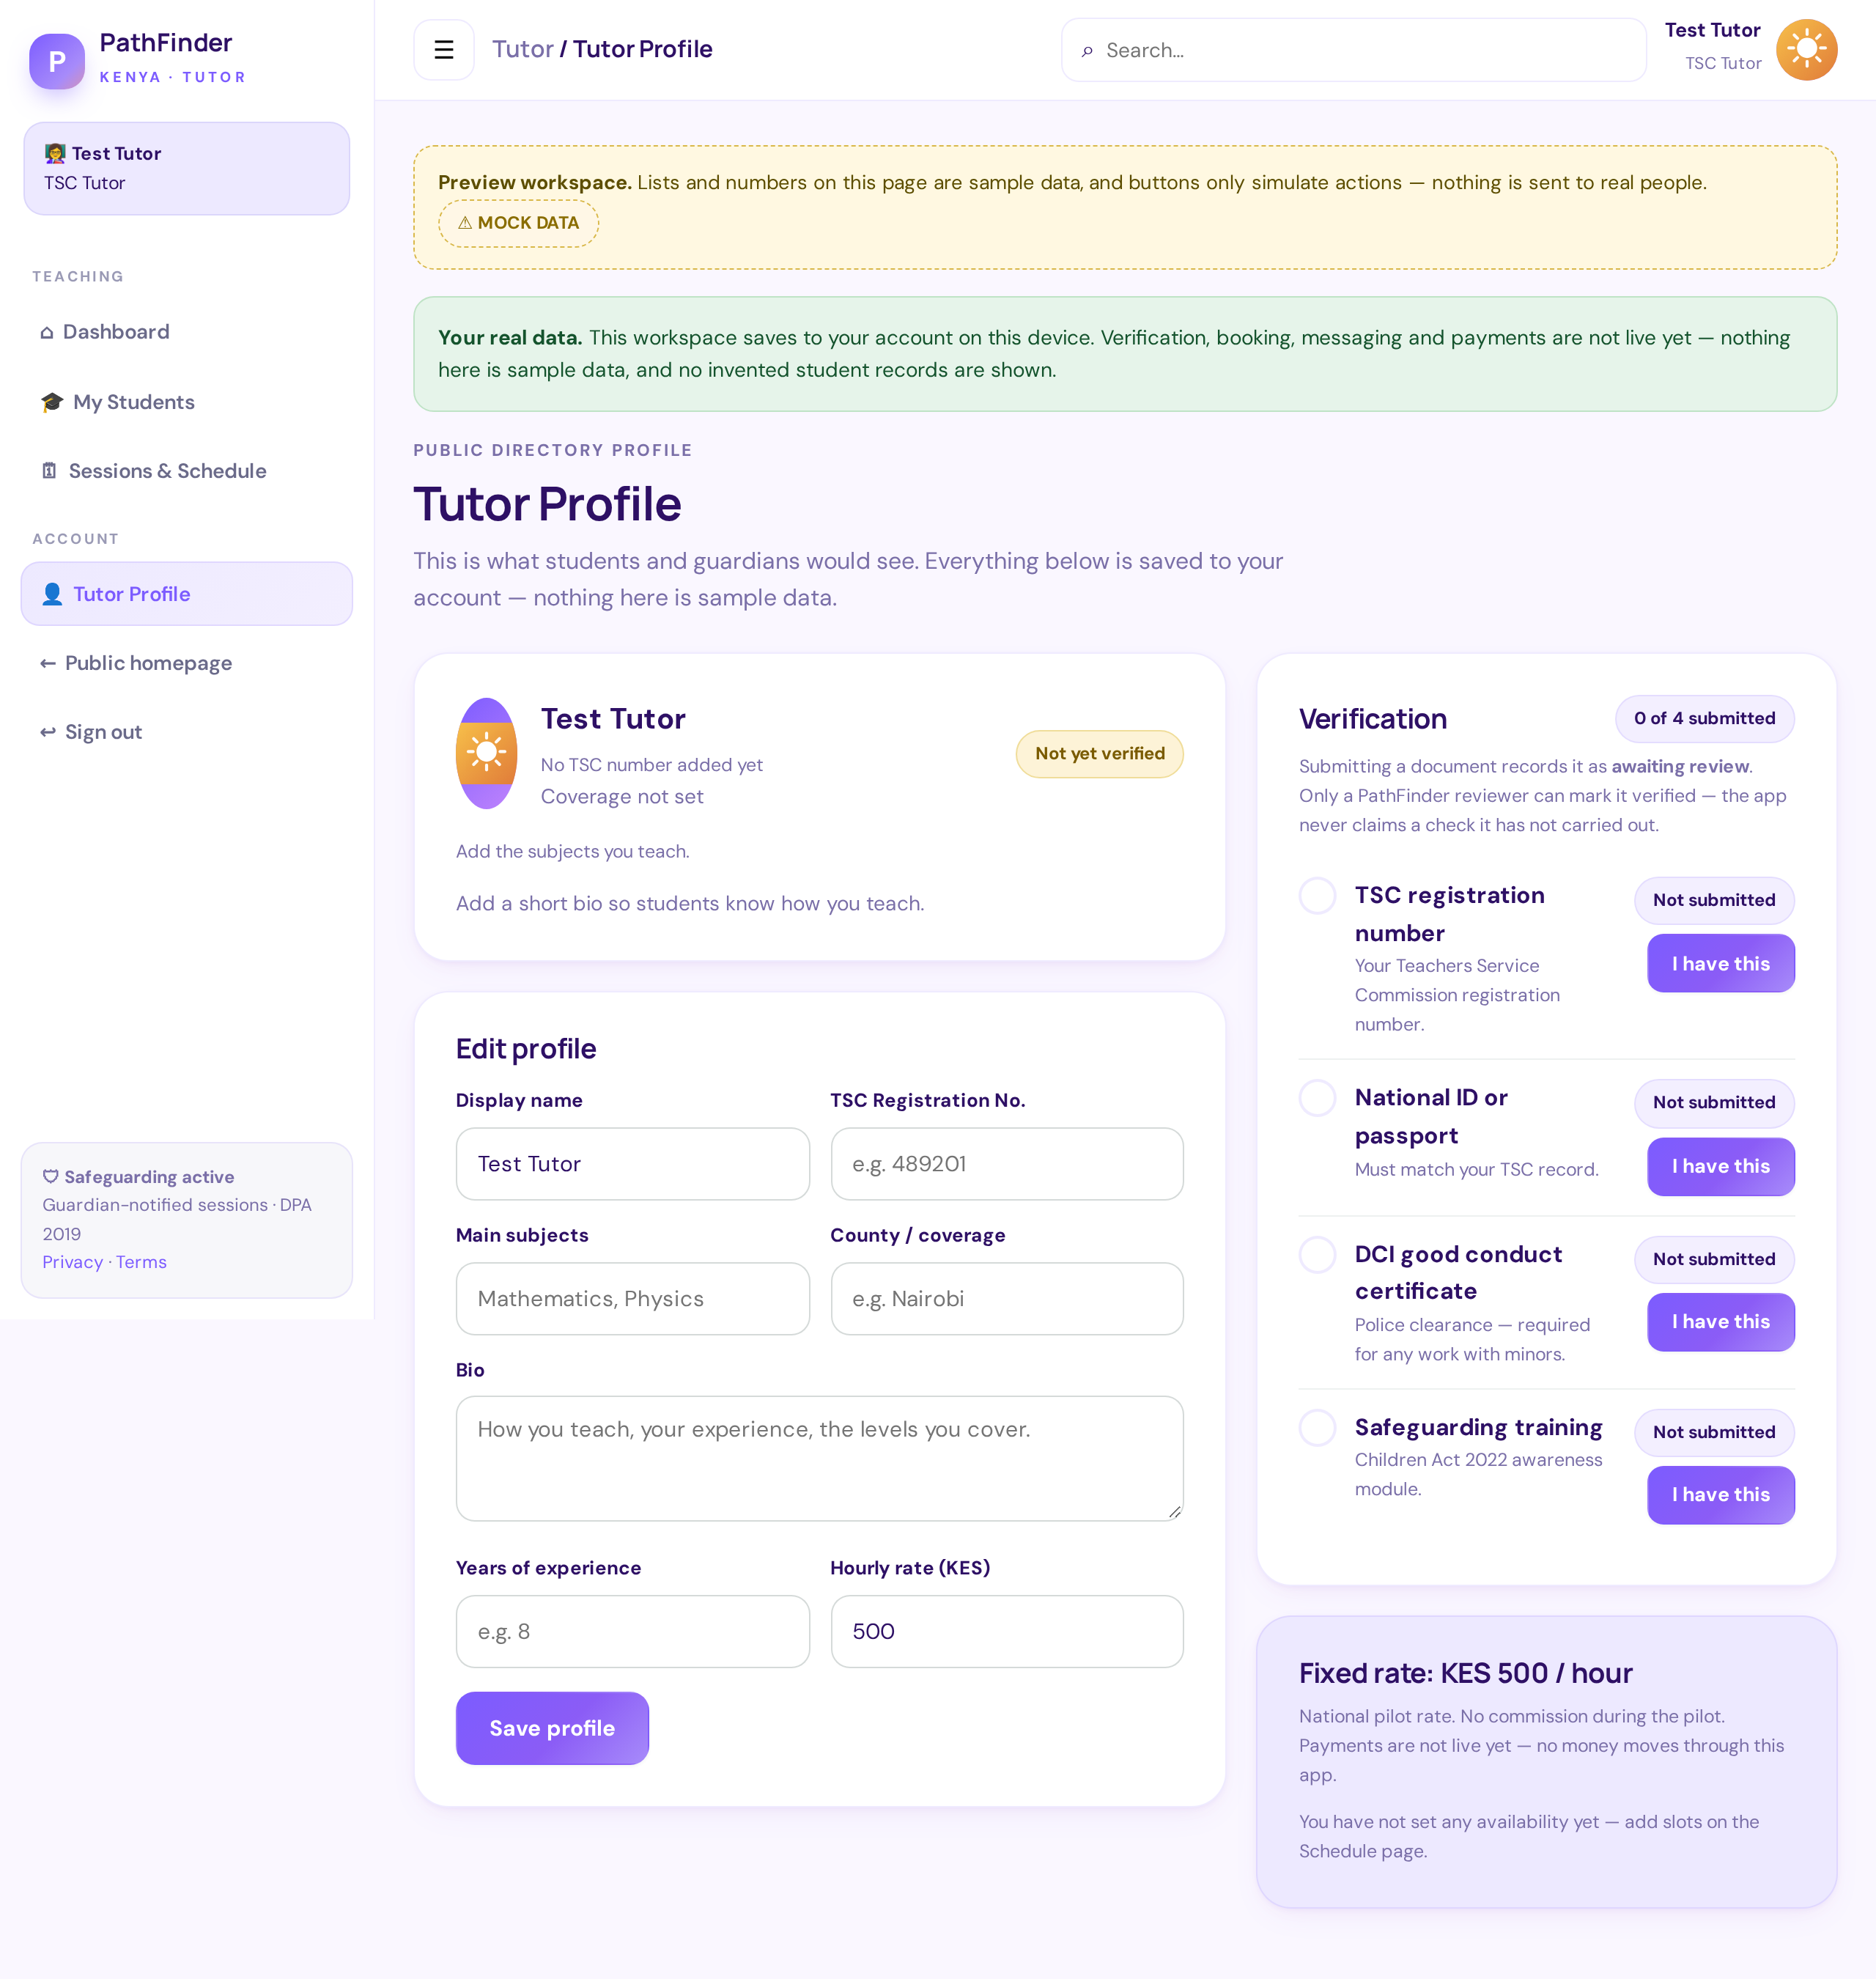 P
PathFinder
KENYA · TUTOR
👩‍🏫 Test Tutor
TSC Tutor
TEACHING
⌂ Dashboard
🎓 My Students
🗓 Sessions & Schedule
ACCOUNT
👤 Tutor Profile
← Public homepage
↩ Sign out
🛡 Safeguarding active
Guardian-notified sessions · DPA
2019
Privacy · Terms
☰
Tutor / Tutor Profile
⌕ Search...
Test Tutor
TSC Tutor
Preview workspace. Lists and numbers on this page are sample data, and buttons only simulate actions — nothing is sent to real people.
⚠ MOCK DATA
Your real data. This workspace saves to your account on this device. Verification, booking, messaging and payments are not live yet — nothing
here is sample data, and no invented student records are shown.
PUBLIC DIRECTORY PROFILE
Tutor Profile
This is what students and guardians would see. Everything below is saved to your
account — nothing here is sample data.
Test Tutor
No TSC number added yet
Coverage not set
Not yet verified
Add the subjects you teach.
Add a short bio so students know how you teach.
Edit profile
Display name
TSC Registration No.
Test Tutor
e.g. 489201
Main subjects
County / coverage
Mathematics, Physics
e.g. Nairobi
Bio
How you teach, your experience, the levels you cover.
Years of experience
Hourly rate (KES)
e.g. 8
500
Save profile
Verification
0 of 4 submitted
Submitting a document records it as awaiting review.
Only a PathFinder reviewer can mark it verified — the app
never claims a check it has not carried out.
TSC registration
number
Your Teachers Service
Commission registration
number.
Not submitted
I have this
National ID or
passport
Must match your TSC record.
Not submitted
I have this
DCI good conduct
certificate
Police clearance — required
for any work with minors.
Not submitted
I have this
Safeguarding training
Children Act 2022 awareness
module.
Not submitted
I have this
Fixed rate: KES 500 / hour
National pilot rate. No commission during the pilot.
Payments are not live yet — no money moves through this
app.
You have not set any availability yet — add slots on the
Schedule page.